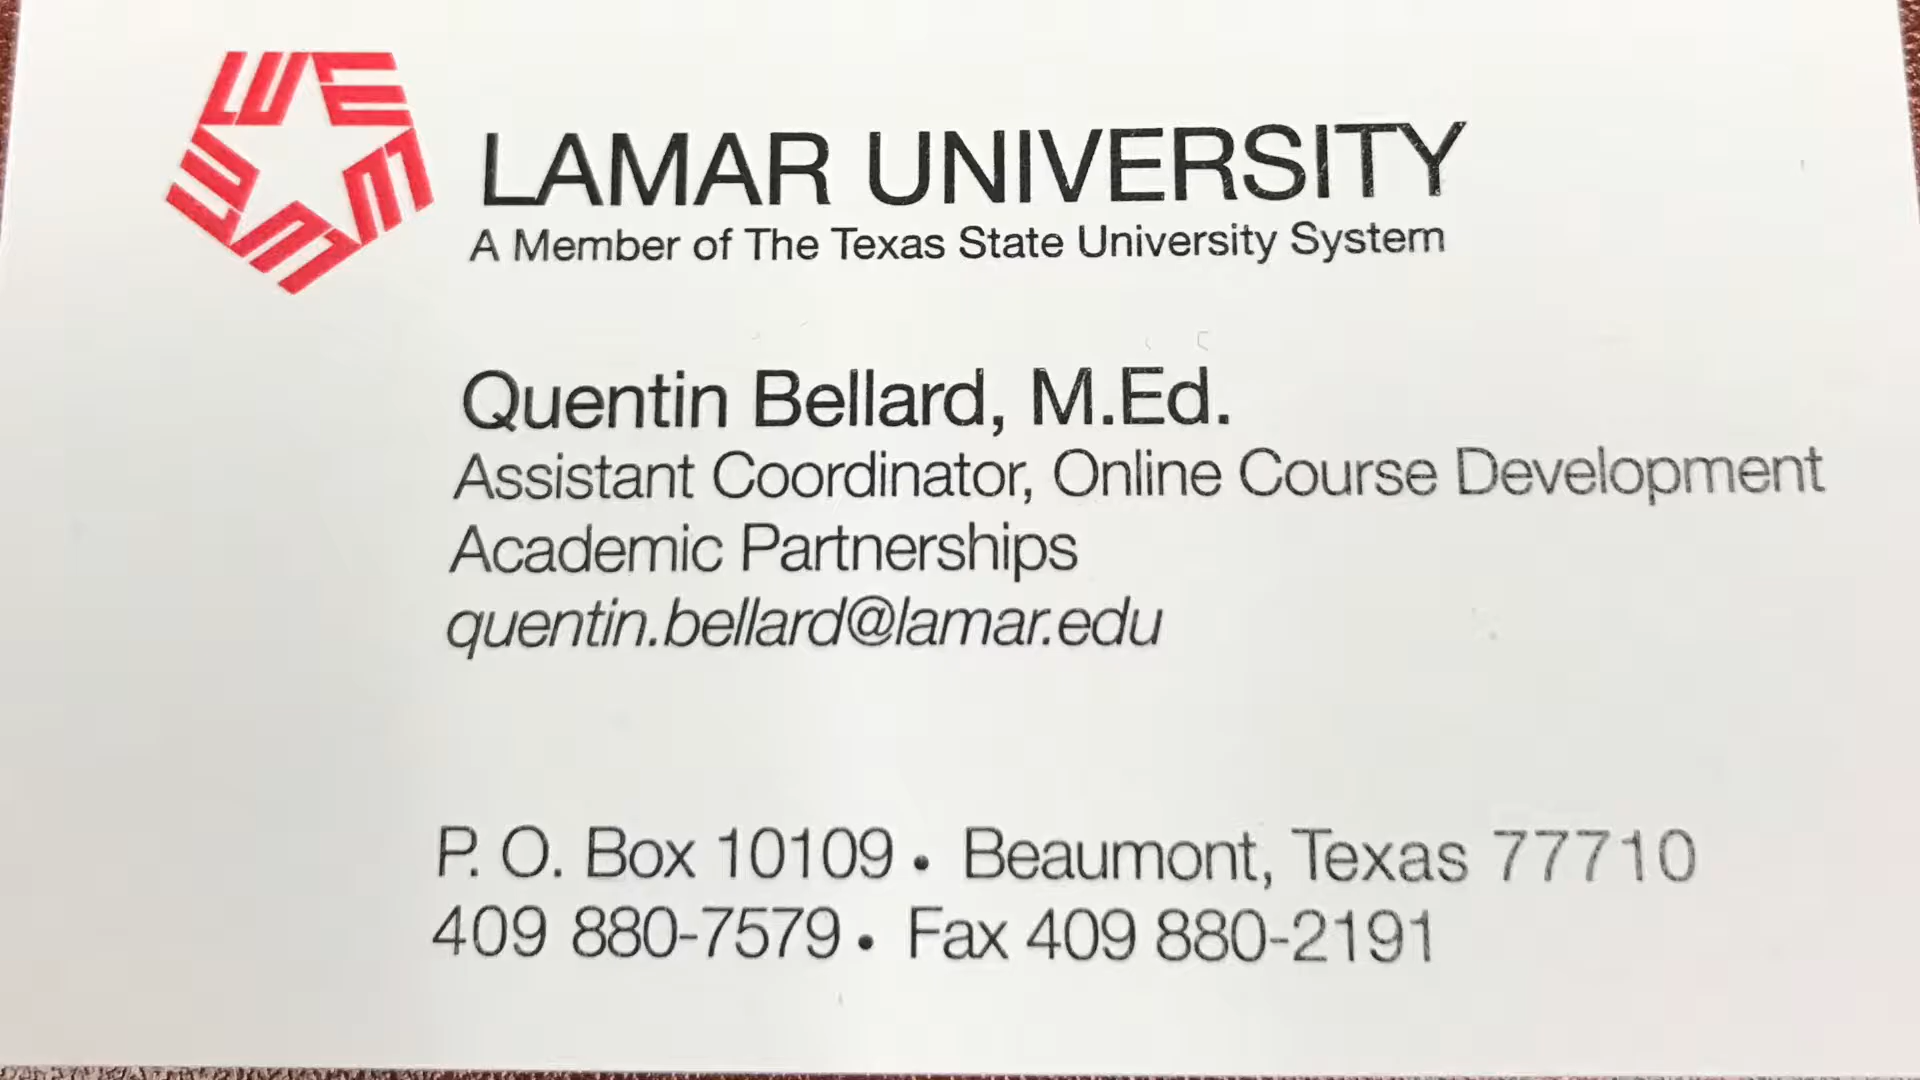 LAMAR UNIVERSITY
A Member of The Texas State University System
Quentin Bellard, M.Ed.
Assistant Coordinator, Online Course Development
Academic Partnerships
quentin.bellard@lamar.edu
P. O. Box 10109 • Beaumont, Texas 77710
409 880-7579 • Fax 409 880-2191